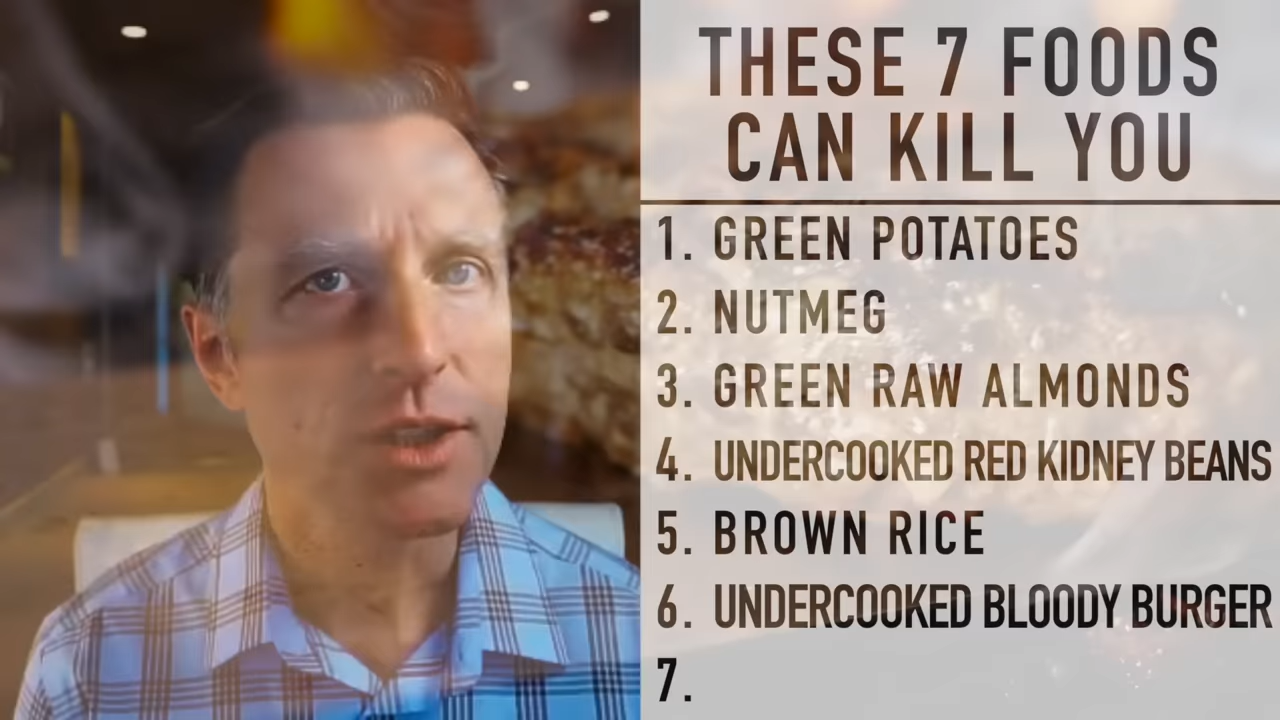 THESE 7 FOODS
CAN KILL YOU
1. GREEN POTATOES
2. NUTMEG
3. GREEN RAW ALMONDS
4. UNDERCOOKED RED KIDNEY BEANS
5. BROWN RICE
6. UNDERCOOKED BLOODY BURGER
7.